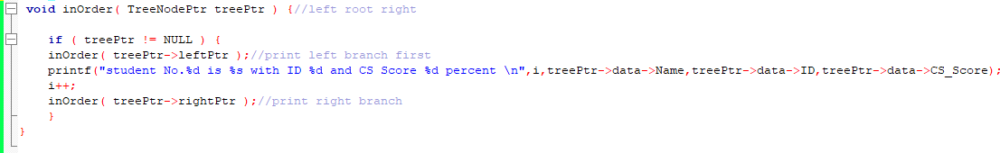 void inOrder( TreeNodePtr treePtr ) {//left root right
if ( treePtr != NULL ) {
inOrder( treePtr->leftPtr );//print left branch first
printf("student No.%d is %s with ID %d and CS Score %d percent \n",i,treePtr->data->Name,treePtr->data->ID,treePtr->data->CS_Score);
i++;
inOrder( treePtr->rightPtr );//print right branch
}
}